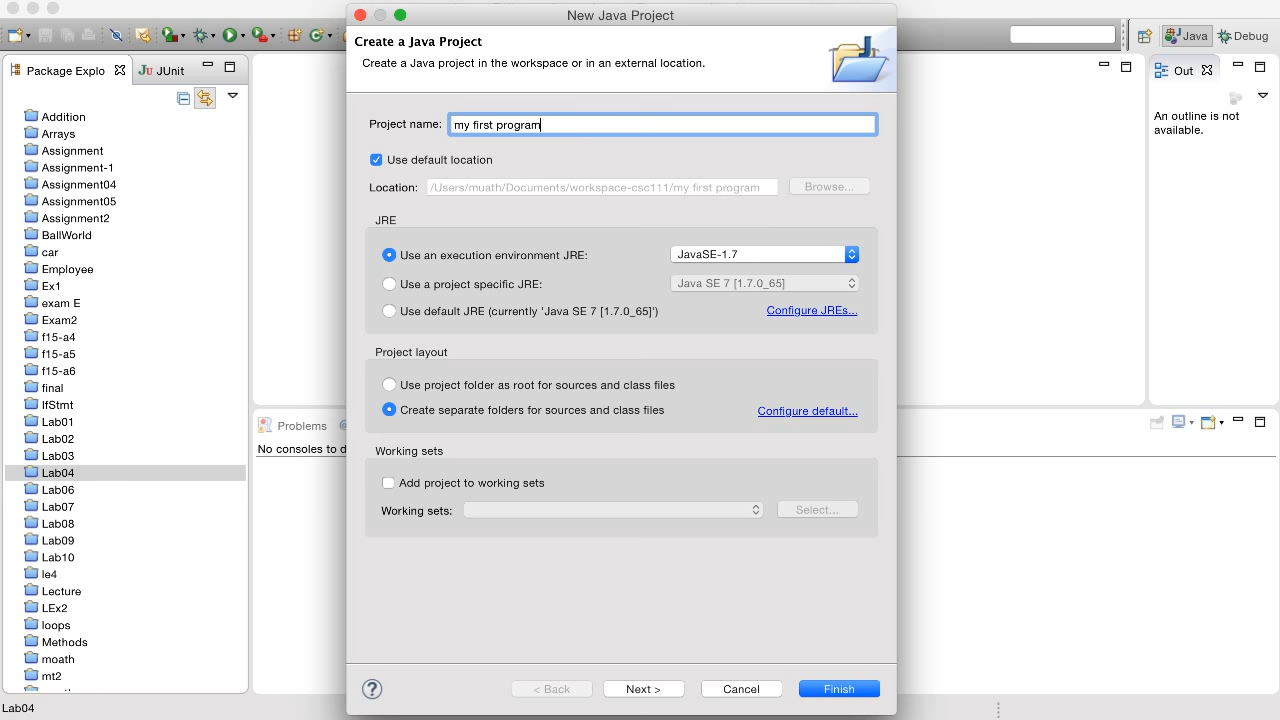 New Java Project
Create a Java Project
Create a Java project in the workspace or in an external location.
Java
Debug
Package Explo
JUnit
Addition
Arrays
Assignment
Assignment-1
Assignment04
Assignment05
Assignment2
BallWorld
car
Employee
Ex1
exam E
Exam2
f15-a4
f15-a5
f15-a6
final
IfStmt
Lab01
Lab02
Lab03
Lab04
Lab06
Lab07
Lab08
Lab09
Lab10
le4
Lecture
LEx2
loops
Methods
moath
mt2
Lab04
Project name: my first program
Use default location
Location: /Users/muath/Documents/workspace-csc111/my first program Browse...
JRE
Use an execution environment JRE: JavaSE-1.7
Use a project specific JRE: Java SE 7 [1.7.0_65]
Use default JRE (currently 'Java SE 7 [1.7.0_65]') Configure JREs...
Project layout
Use project folder as root for sources and class files
Create separate folders for sources and class files Configure default...
Working sets
Add project to working sets
Working sets: Select...
? < Back Next > Cancel Finish
Problems
No consoles to d
Out
An outline is not
available.